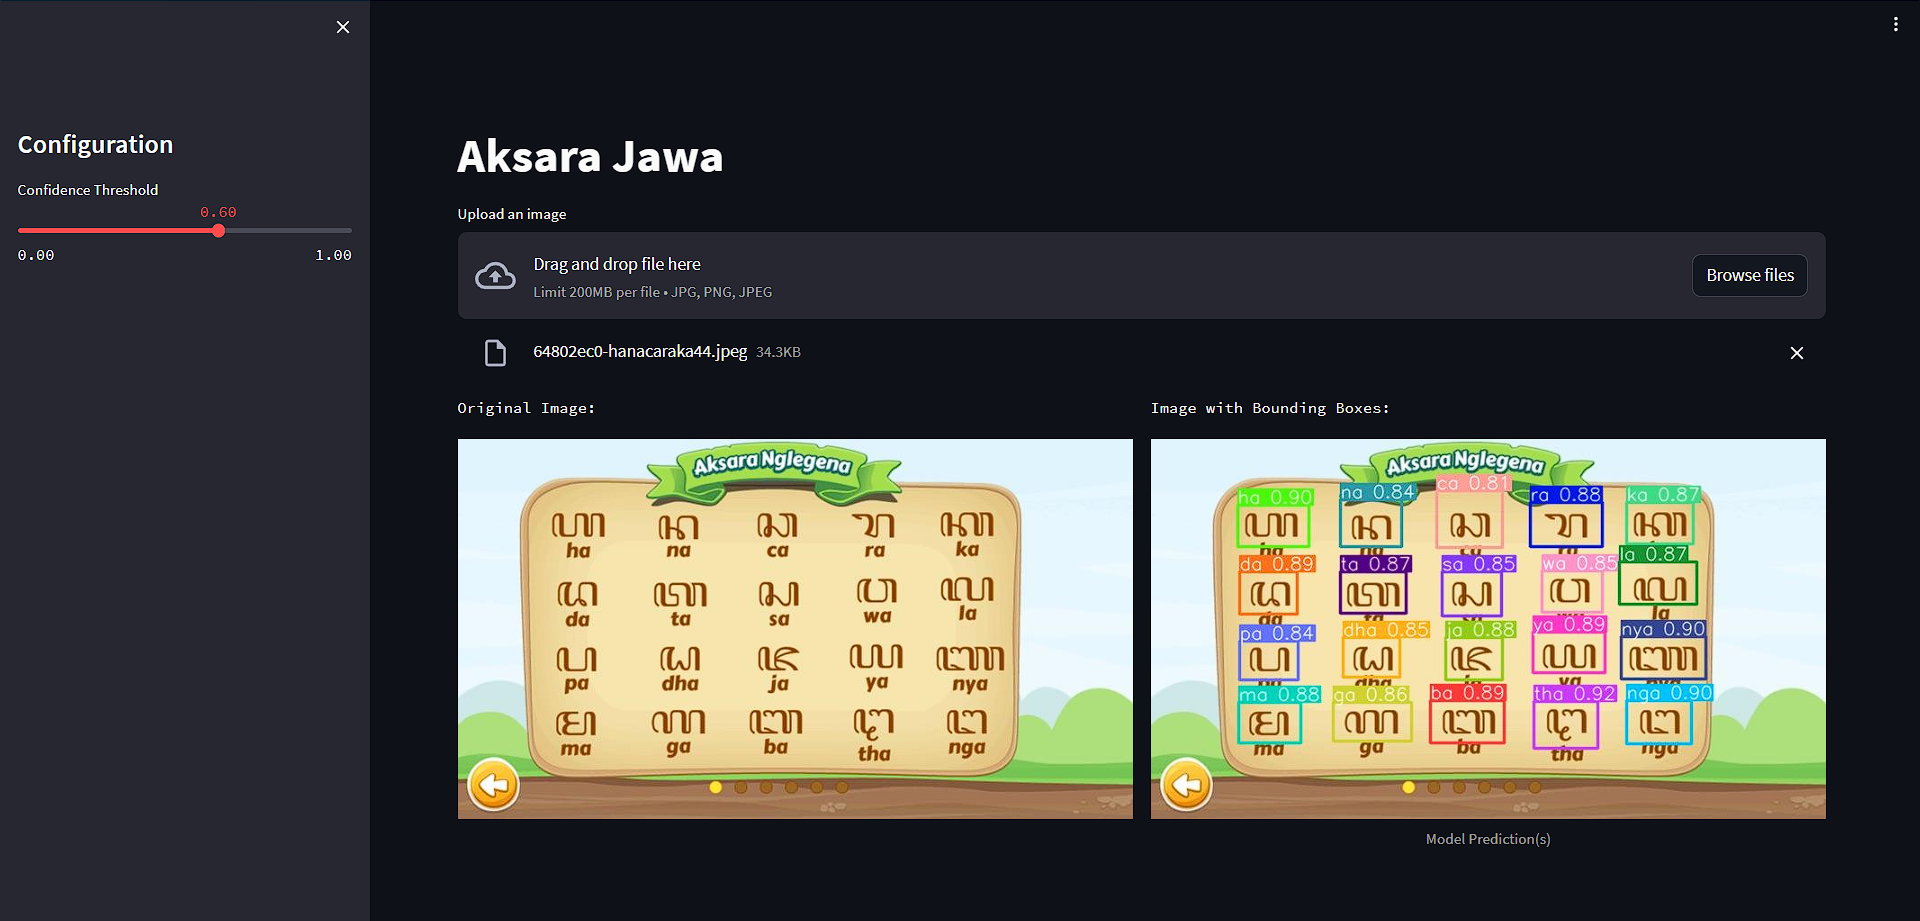 Configuration
Confidence Threshold
0.60
0.00 1.00
Aksara Jawa
Upload an image
Drag and drop file here
Limit 200MB per file • JPG, PNG, JPEG
Browse files
64802ec0-hanacaraka44.jpeg 34.3KB
Original Image:
Aksara Nglegena
ꦲ ꦤ ꦕ ꦫ ꦏ
ha na ca ra ka
ꦢ ꦠ ꦱ ꦮ ꦭ
da ta sa wa la
ꦥ ꦝ ꦗ ꦪ ꦚ
pa dha ja ya nya
ꦩ ꦒ ꦧ ꦛ ꦔ
ma ga ba tha nga
Image with Bounding Boxes:
Aksara Nglegena
ha 0.90 na 0.84 ca 0.81 ra 0.88 ka 0.87
ꦲ ꦤ ꦕ ꦫ ꦏ
da 0.89 ta 0.87 sa 0.85 wa 0.85 la 0.87
ꦢ ꦠ ꦱ ꦮ ꦭ
la
pa 0.84 dha 0.85 ja 0.88 ya 0.89 nya 0.90
ꦥ ꦝ ꦗ ꦪ ꦚ
ma 0.88 ga 0.86 ba 0.89 tha 0.92 nga 0.90
ꦩ ꦒ ꦧ ꦛ ꦔ
ma ga ba tha nga
Model Prediction(s)